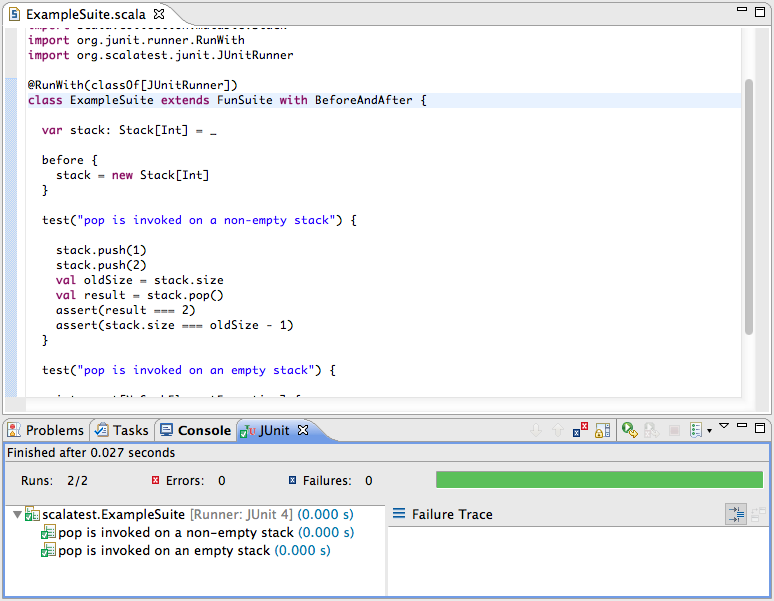 ExampleSuite.scala
import org.junit.runner.RunWith
import org.scalatest.junit.JUnitRunner
@RunWith(classOf[JUnitRunner])
class ExampleSuite extends FunSuite with BeforeAndAfter {
var stack: Stack[Int] = _
before {
stack = new Stack[Int]
}
test("pop is invoked on a non-empty stack") {
stack.push(1)
stack.push(2)
val oldSize = stack.size
val result = stack.pop()
assert(result === 2)
assert(stack.size === oldSize - 1)
}
test("pop is invoked on an empty stack") {
Problems Tasks Console JUnit
Finished after 0.027 seconds
Runs: 2/2 Errors: 0 Failures: 0
scalatest.ExampleSuite [Runner: JUnit 4] (0.000 s)
Failure Trace
pop is invoked on a non-empty stack (0.000 s)
pop is invoked on an empty stack (0.000 s)